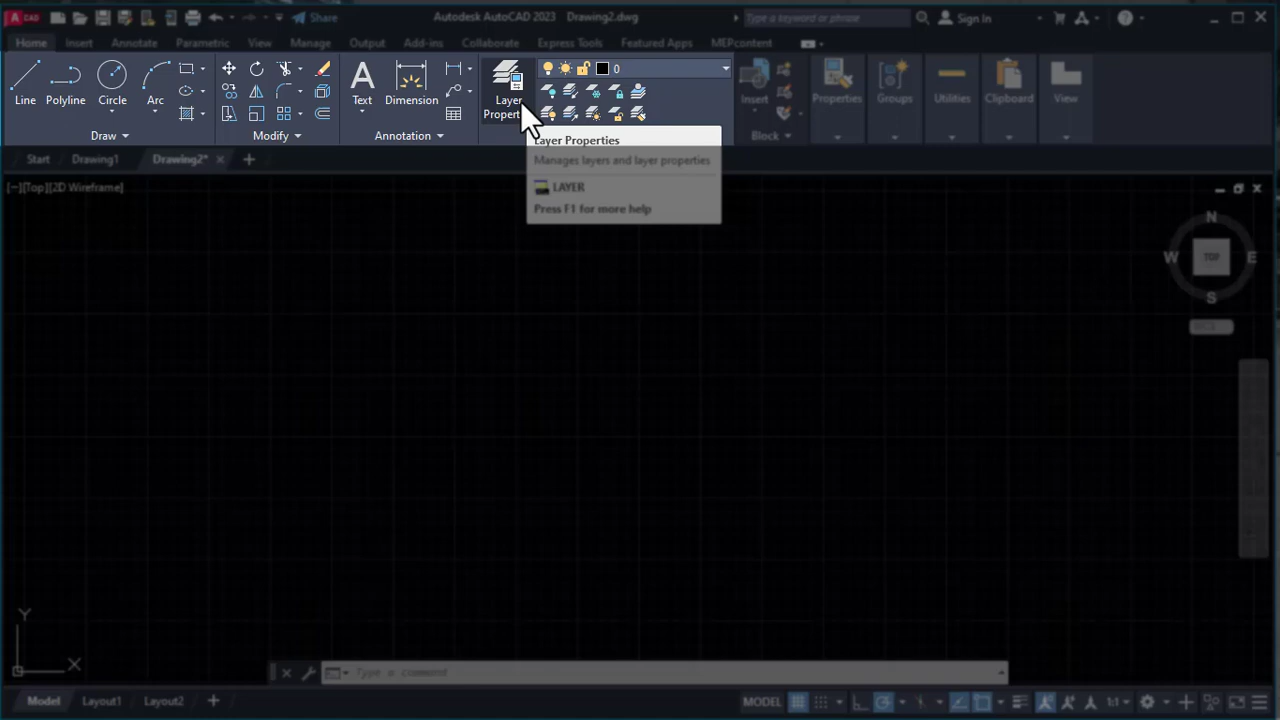 CAD
Share
Autodesk AutoCAD 2023 Drawing2.dwg
Type a keyword or phrase
Sign In
Home Insert Annotate Parametric View Manage Output Add-ins Collaborate Express Tools Featured Apps MEPcontent
Line Polyline Circle Arc
Text Dimension
Layer
Propert
0
Insert Properties Groups Utilities Clipboard View
Draw Modify Annotation Block
Layer Properties
Manages layers and layer properties
LAYER
Press F1 for more help
Start Drawing1 Drawing2*
[−][Top][2D Wireframe]
N
W TOP E
S
Y
X
Type a command
Model Layout1 Layout2
MODEL
1:1